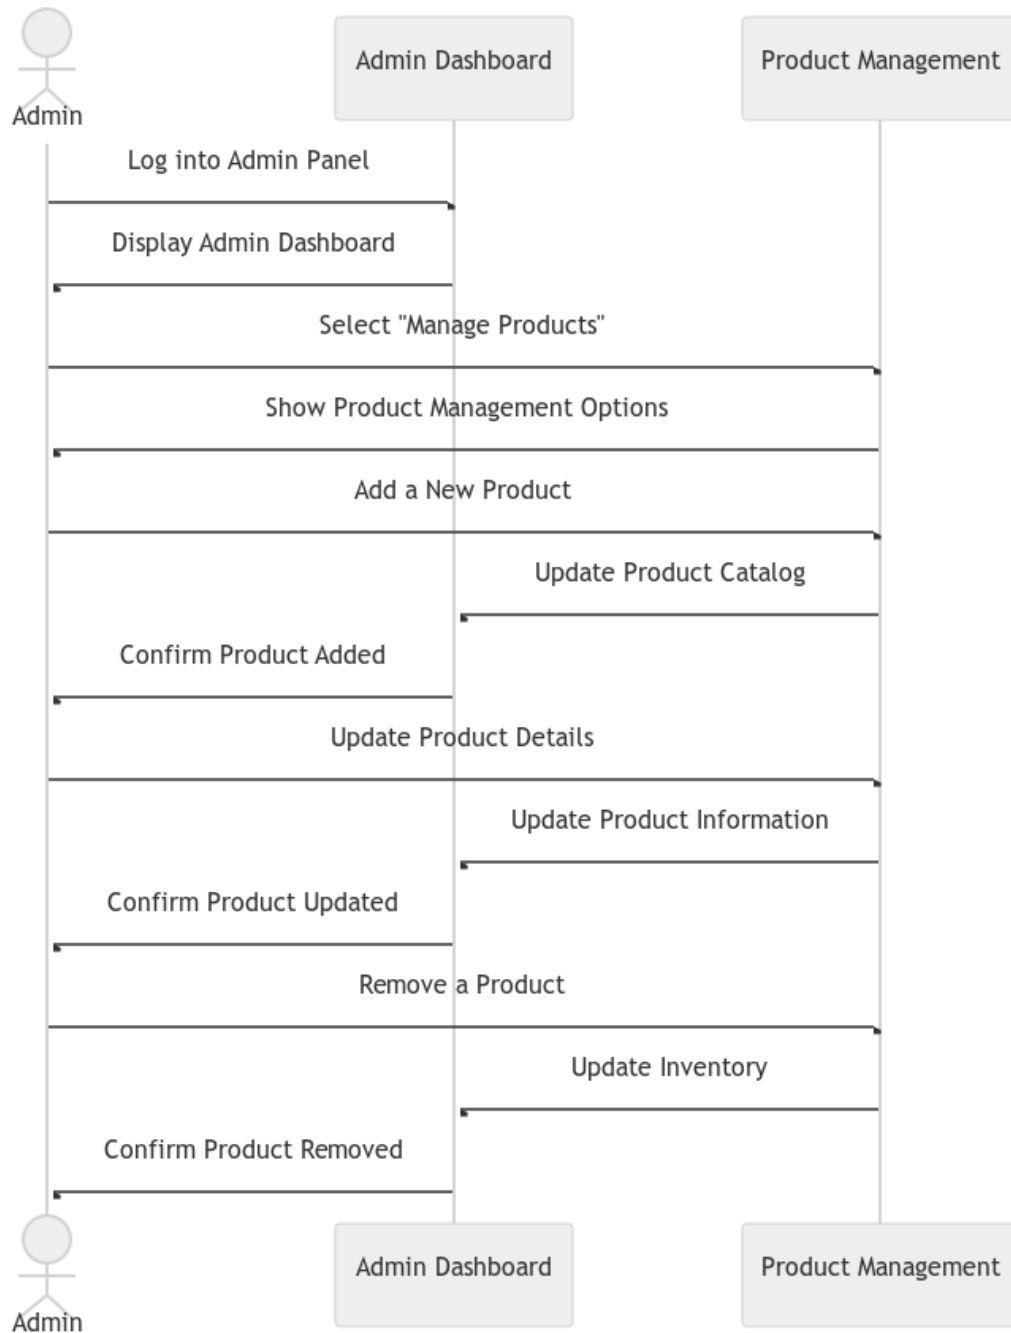 Admin Dashboard
Product Management
Admin
Log into Admin Panel
Display Admin Dashboard
Select "Manage Products"
Show Product Management Options
Add a New Product
Update Product Catalog
Confirm Product Added
Update Product Details
Update Product Information
Confirm Product Updated
Remove a Product
Update Inventory
Confirm Product Removed
Admin Dashboard
Product Management
Admin